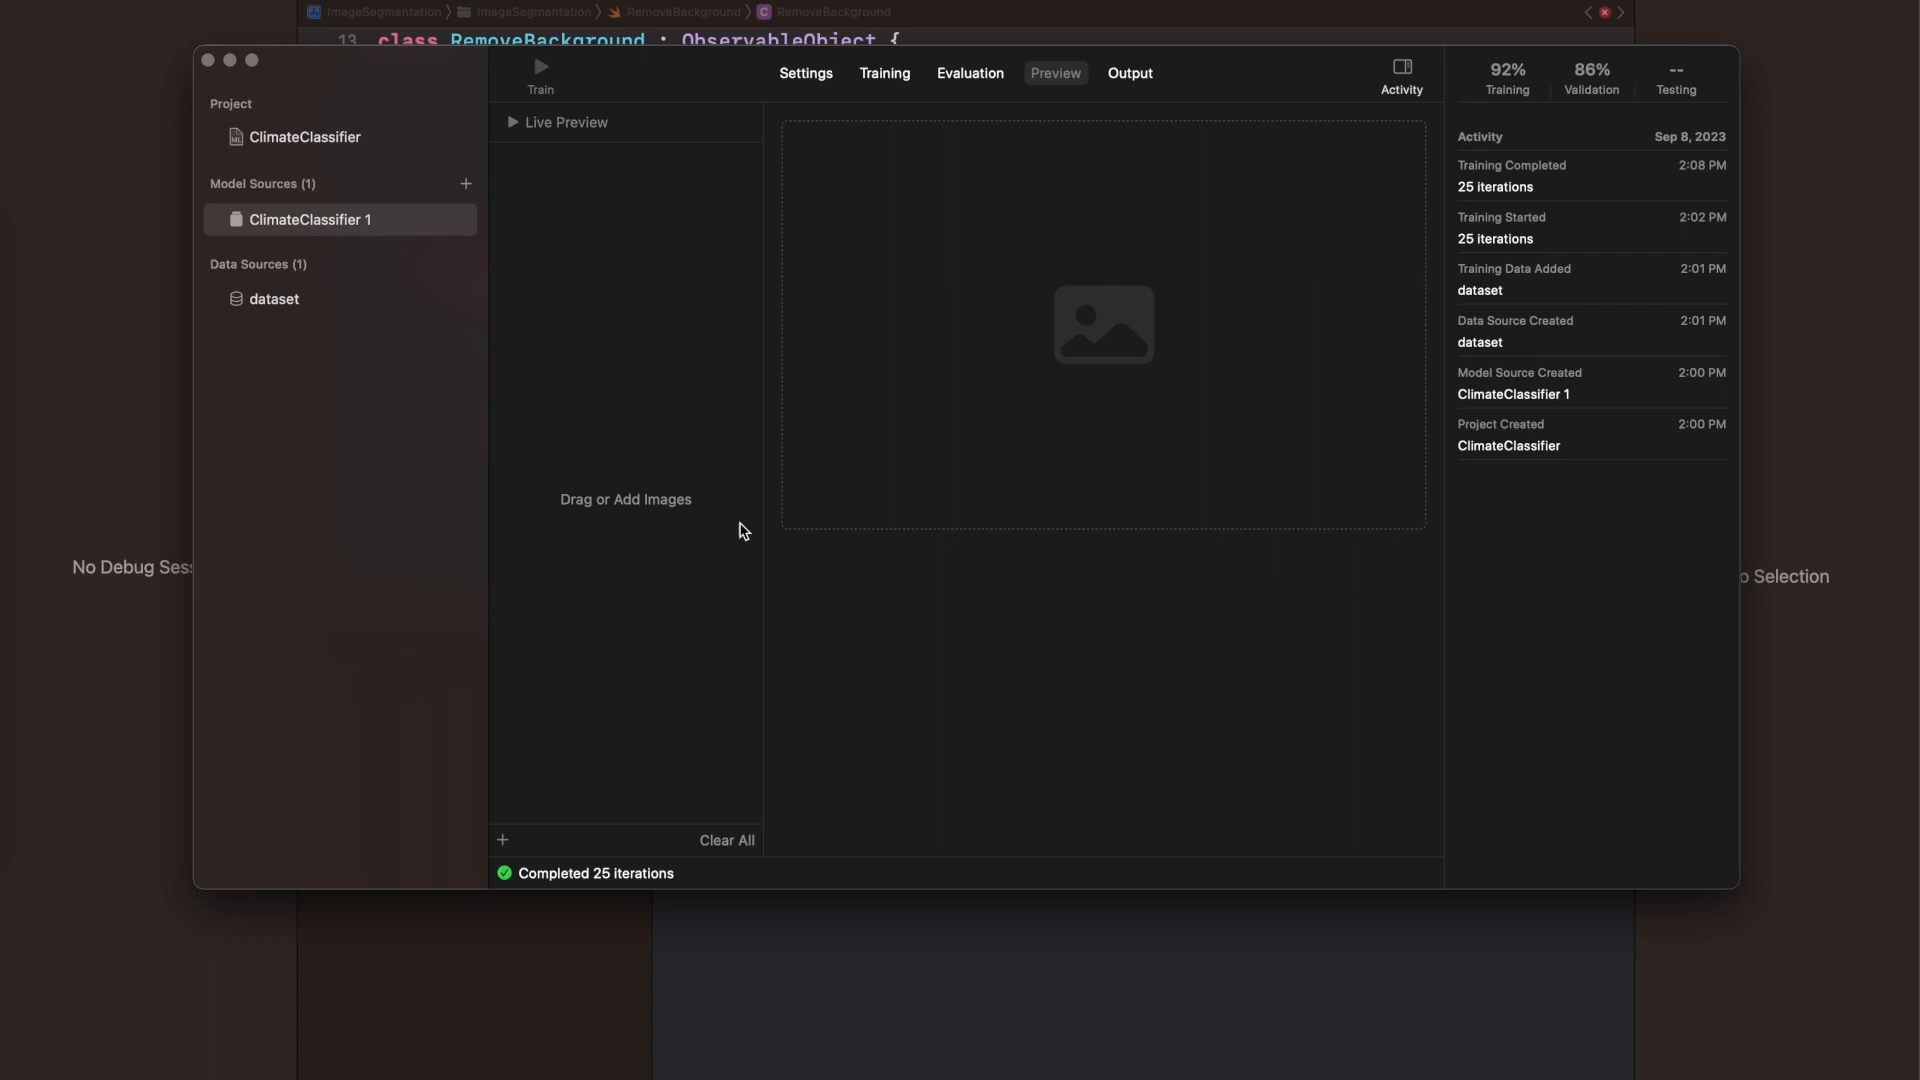 ImageSegmentation
ImageSegmentation
RemoveBackground
C RemoveBackground
13 class RemoveBackground : ObservableObject {
Train
Settings
Training
Evaluation
Preview
Output
Activity
92%
Training
86%
Validation
--
Testing
Project
ClimateClassifier
Model Sources (1)
ClimateClassifier 1
Data Sources (1)
dataset
Live Preview
Drag or Add Images
Clear All
Completed 25 iterations
Activity Sep 8, 2023
Training Completed 2:08 PM
25 iterations
Training Started 2:02 PM
25 iterations
Training Data Added 2:01 PM
dataset
Data Source Created 2:01 PM
dataset
Model Source Created 2:00 PM
ClimateClassifier 1
Project Created 2:00 PM
ClimateClassifier
No Debug Ses
o Selection